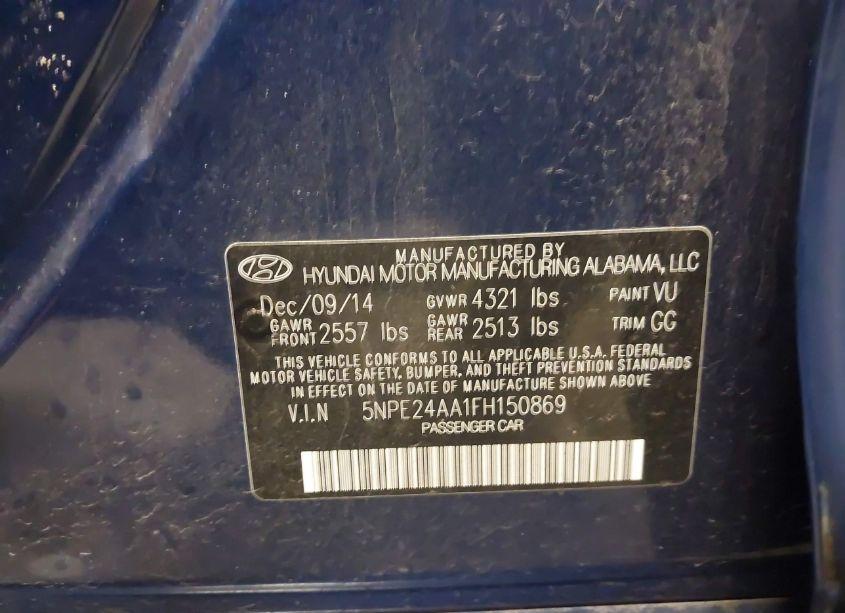 MANUFACTURED BY
HYUNDAI MOTOR MANUFACTURING ALABAMA, LLC
Dec/09/14 GVWR 4321 lbs PAINT VU
GAWR FRONT 2557 lbs GAWR REAR 2513 lbs TRIM GG
THIS VEHICLE CONFORMS TO ALL APPLICABLE U.S.A. FEDERAL
MOTOR VEHICLE SAFETY, BUMPER, AND THEFT PREVENTION STANDARDS
IN EFFECT ON THE DATE OF MANUFACTURE SHOWN ABOVE
V.I.N 5NPE24AA1FH150869
PASSENGER CAR